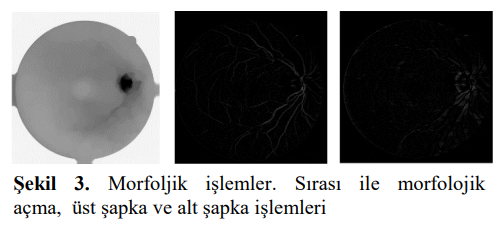 Şekil 3. Morfoljik işlemler. Sırası ile morfolojik
açma, üst şapka ve alt şapka işlemleri